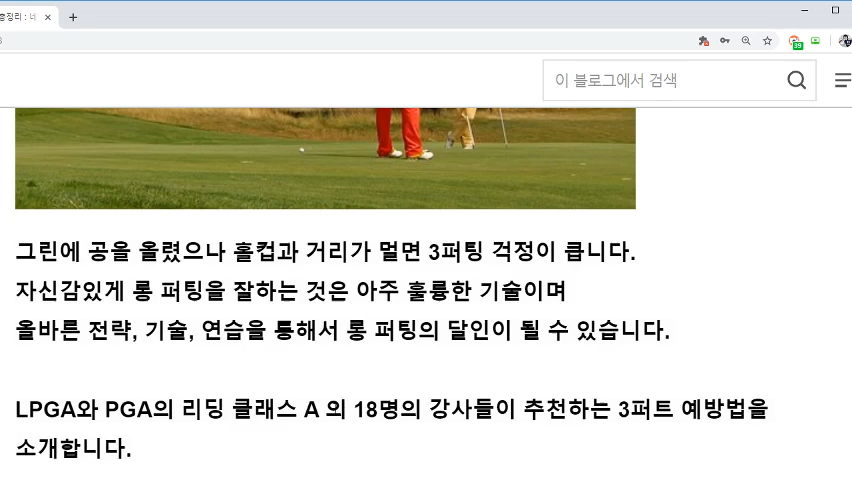 총정리 : 네
이 블로그에서 검색
39
그린에 공을 올렸으나 홀컵과 거리가 멀면 3퍼팅 걱정이 큽니다.
자신감있게 롱 퍼팅을 잘하는 것은 아주 훌륭한 기술이며
올바른 전략, 기술, 연습을 통해서 롱 퍼팅의 달인이 될 수 있습니다.
LPGA와 PGA의 리딩 클래스 A 의 18명의 강사들이 추천하는 3퍼트 예방법을
소개합니다.